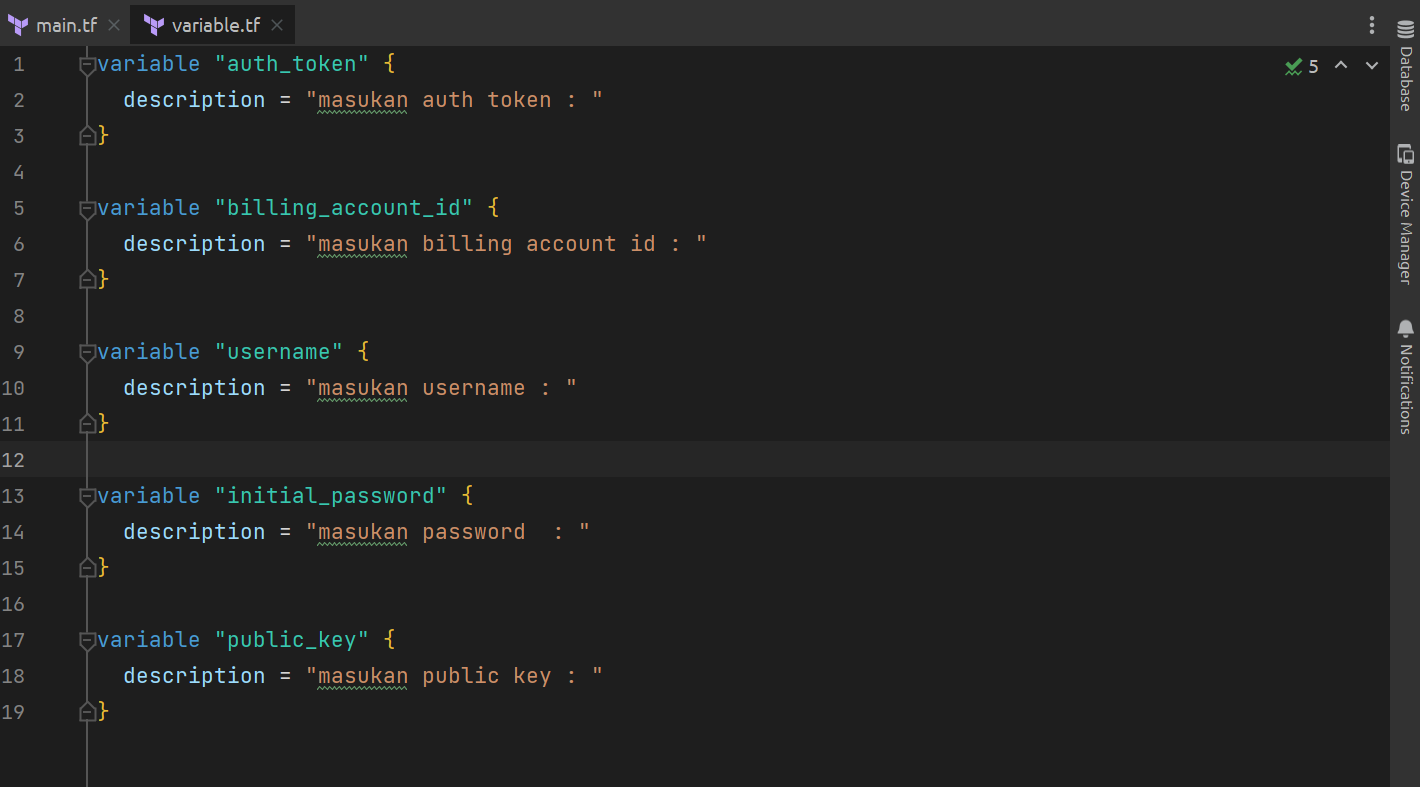 main.tf
variable.tf
5
1 variable "auth_token" {
2   description = "masukan auth token : "
3 }
4
5 variable "billing_account_id" {
6   description = "masukan billing account id : "
7 }
8
9 variable "username" {
10   description = "masukan username : "
11 }
12
13 variable "initial_password" {
14   description = "masukan password  : "
15 }
16
17 variable "public_key" {
18   description = "masukan public key : "
19 }
Database
Device Manager
Notifications